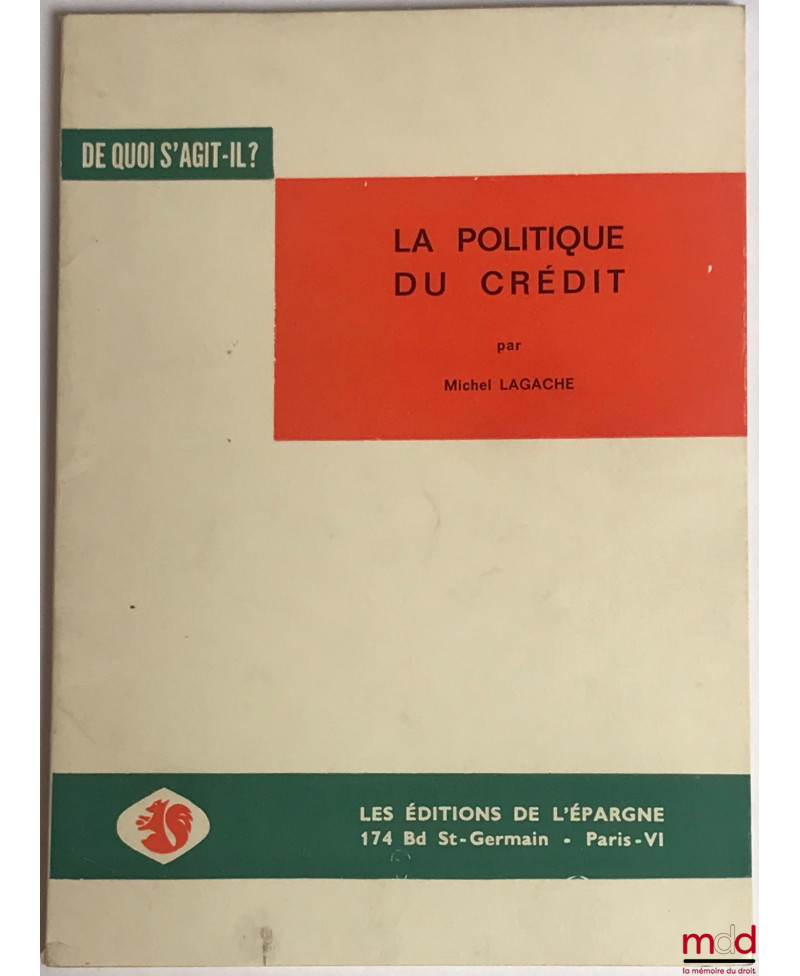 DE QUOI S'AGIT-IL?
LA POLITIQUE
DU CRÉDIT
par
Michel LAGACHE
LES ÉDITIONS DE L'ÉPARGNE
174 Bd St-Germain - Paris-VI
mdd
la mémoire du droit